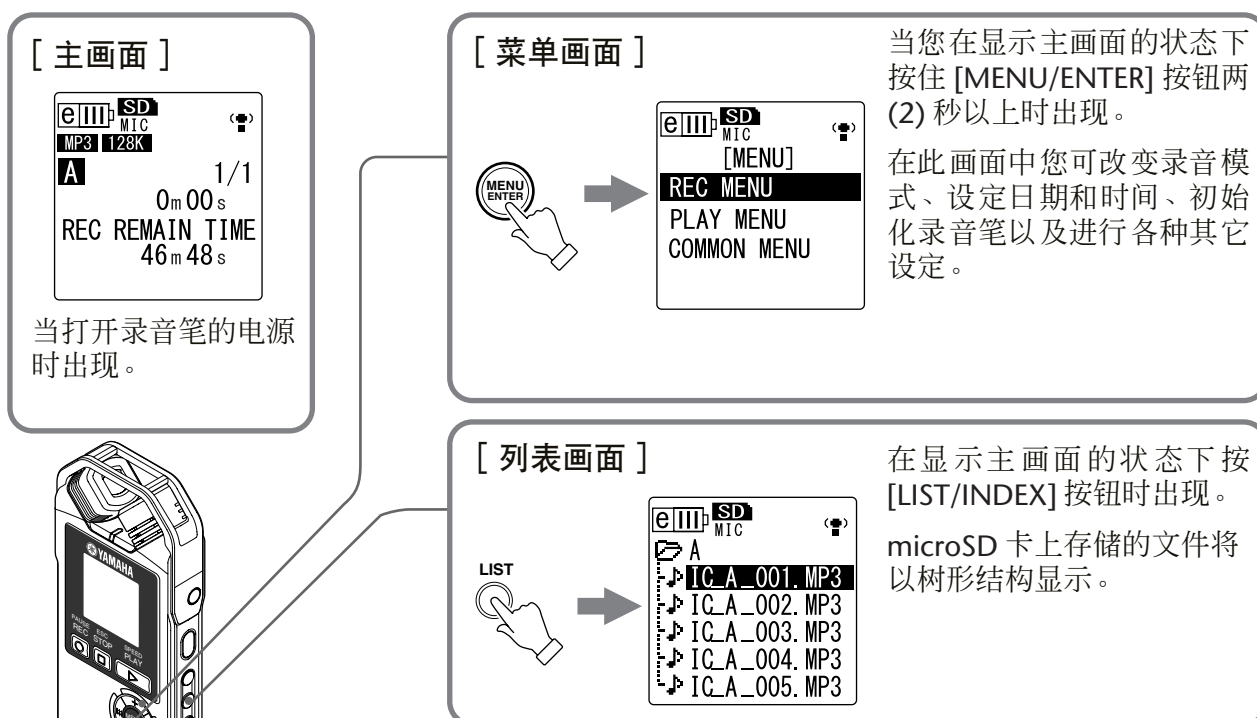 [ 主画面 ]
e SD
MIC
MP3 128K
A 1/1
0m00s
REC REMAIN TIME
46m48s
当打开录音笔的电源
时出现。
[ 菜单画面 ]
MENU
ENTER
e SD
MIC
[MENU]
REC MENU
PLAY MENU
COMMON MENU
当您在显示主画面的状态下
按住 [MENU/ENTER] 按钮两
(2) 秒以上时出现。
在此画面中您可改变录音模
式、设定日期和时间、初始
化录音笔以及进行各种其它
设定。
[ 列表画面 ]
LIST
e SD
MIC
A
IC_A_001.MP3
IC_A_002.MP3
IC_A_003.MP3
IC_A_004.MP3
IC_A_005.MP3
在显示主画面的状态下按
[LIST/INDEX] 按钮时出现。
microSD 卡上存储的文件将
以树形结构显示。
YAMAHA
PAUSE ESC SPEED
REC STOP PLAY